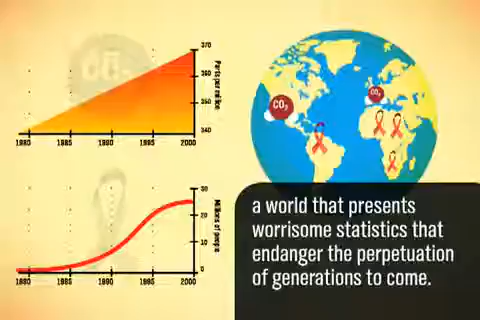 CO₂
370
360
350
340
Parts per million
1980 1985 1990 1995 2000
30
20
10
0
Millions of people
1980 1985 1990 1995 2000
CO₂
CO₂
a world that presents
worrisome statistics that
endanger the perpetuation
of generations to come.